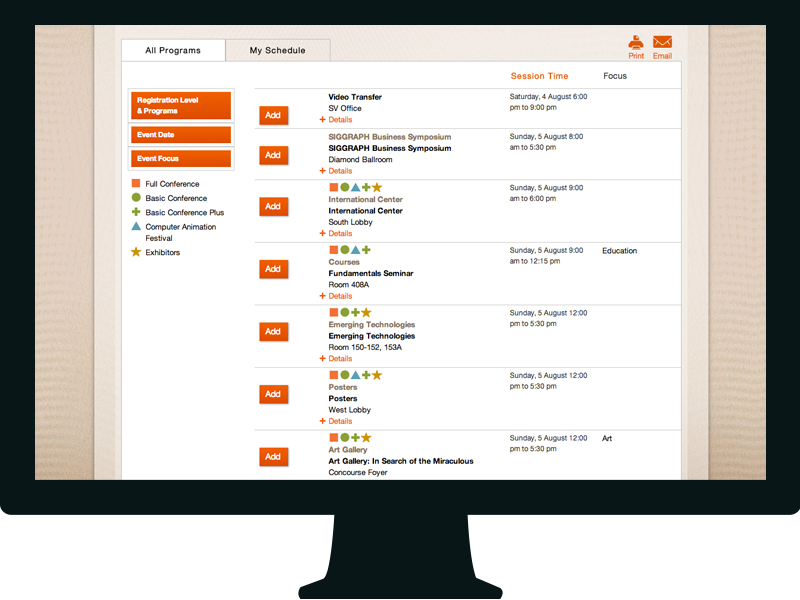 All Programs
My Schedule
Print
Email
Session Time
Focus
Registration Level
& Programs
Event Date
Event Focus
Full Conference
Basic Conference
Basic Conference Plus
Computer Animation
Festival
Exhibitors
Add
Video Transfer
SV Office
+ Details
Saturday, 4 August 6:00
pm to 9:00 pm
Add
SIGGRAPH Business Symposium
SIGGRAPH Business Symposium
Diamond Ballroom
+ Details
Sunday, 5 August 8:00
am to 5:30 pm
Add
International Center
International Center
South Lobby
+ Details
Sunday, 5 August 9:00
am to 6:00 pm
Add
Courses
Fundamentals Seminar
Room 408A
+ Details
Sunday, 5 August 9:00
am to 12:15 pm
Education
Add
Emerging Technologies
Emerging Technologies
Room 150-152, 153A
+ Details
Sunday, 5 August 12:00
pm to 5:30 pm
Add
Posters
Posters
West Lobby
+ Details
Sunday, 5 August 12:00
pm to 5:30 pm
Add
Art Gallery
Art Gallery: In Search of the Miraculous
Concourse Foyer
Sunday, 5 August 12:00
pm to 5:30 pm
Art